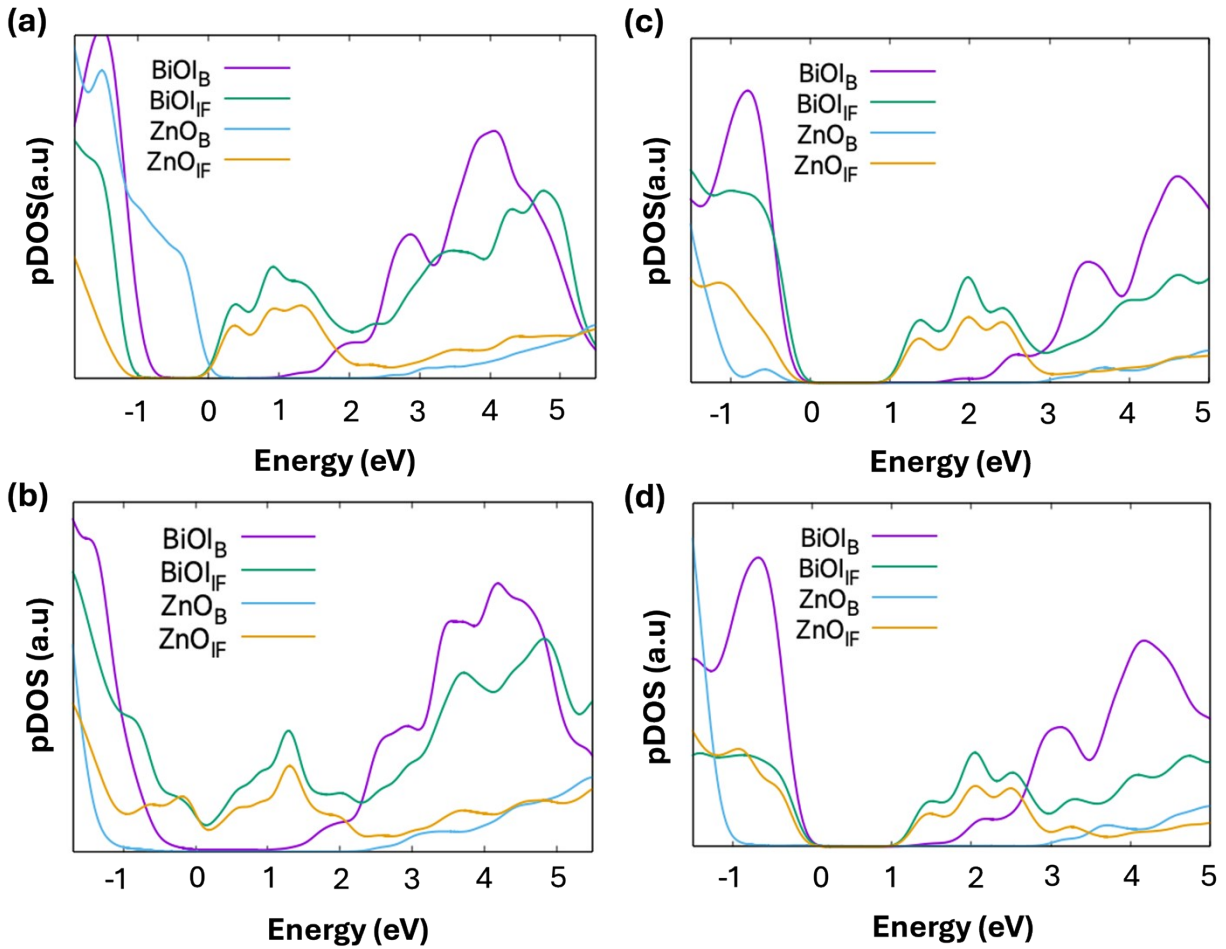 (a)
BiOI_B
BiOI_IF
ZnO_B
ZnO_IF
pDOS(a.u)
-1 0 1 2 3 4 5
Energy (eV)
(c)
BiOI_B
BiOI_IF
ZnO_B
ZnO_IF
pDOS(a.u)
-1 0 1 2 3 4 5
Energy (eV)
(b)
BiOI_B
BiOI_IF
ZnO_B
ZnO_IF
pDOS (a.u)
-1 0 1 2 3 4 5
Energy (eV)
(d)
BiOI_B
BiOI_IF
ZnO_B
ZnO_IF
pDOS (a.u)
-1 0 1 2 3 4 5
Energy (eV)